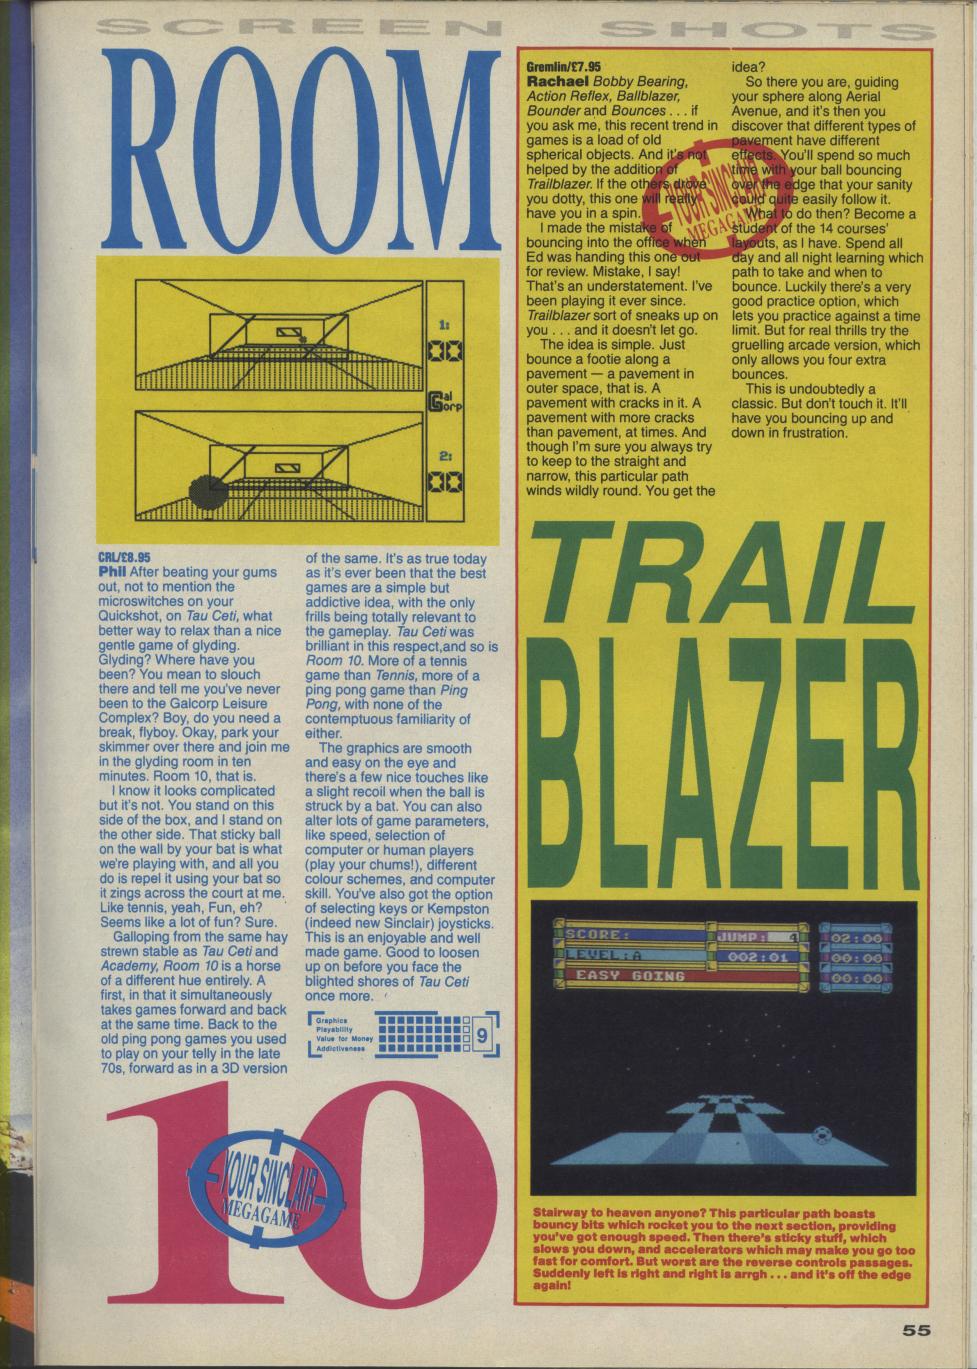 SCREEN SHOTS
ROOM
1:
00
Gal
Corp
2:
00
CRL/£8.95
Phil After beating your gums
out, not to mention the
microswitches on your
Quickshot, on Tau Ceti, what
better way to relax than a nice
gentle game of glyding.
Glyding? Where have you
been? You mean to slouch
there and tell me you've never
been to the Galcorp Leisure
Complex? Boy, do you need a
break, flyboy. Okay, park your
skimmer over there and join me
in the glyding room in ten
minutes. Room 10, that is.
I know it looks complicated
but it's not. You stand on this
side of the box, and I stand on
the other side. That sticky ball
on the wall by your bat is what
we're playing with, and all you
do is repel it using your bat so
it zings across the court at me.
Like tennis, yeah, Fun, eh?
Seems like a lot of fun? Sure.
Galloping from the same hay
strewn stable as Tau Ceti and
Academy, Room 10 is a horse
of a different hue entirely. A
first, in that it simultaneously
takes games forward and back
at the same time. Back to the
old ping pong games you used
to play on your telly in the late
70s, forward as in a 3D version
of the same. It's as true today
as it's ever been that the best
games are a simple but
addictive idea, with the only
frills being totally relevant to
the gameplay. Tau Ceti was
brilliant in this respect,and so is
Room 10. More of a tennis
game than Tennis, more of a
ping pong game than Ping
Pong, with none of the
contemptuous familiarity of
either.
The graphics are smooth
and easy on the eye and
there's a few nice touches like
a slight recoil when the ball is
struck by a bat. You can also
alter lots of game parameters,
like speed, selection of
computer or human players
(play your chums!), different
colour schemes, and computer
skill. You've also got the option
of selecting keys or Kempston
(indeed new Sinclair) joysticks.
This is an enjoyable and well
made game. Good to loosen
up on before you face the
blighted shores of Tau Ceti
once more.
Graphics
Playability
Value for Money
Addictiveness
9
10
YOUR SINCLAIR
MEGAGAME
Gremlin/£7.95
Rachael Bobby Bearing,
Action Reflex, Ballblazer,
Bounder and Bounces . . . if
you ask me, this recent trend in
games is a load of old
spherical objects. And it's not
helped by the addition of
Trailblazer. If the others drove
you dotty, this one will really
have you in a spin.
I made the mistake of
bouncing into the office when
Ed was handing this one out
for review. Mistake, I say!
That's an understatement. I've
been playing it ever since.
Trailblazer sort of sneaks up on
you . . . and it doesn't let go.
The idea is simple. Just
bounce a footie along a
pavement — a pavement in
outer space, that is. A
pavement with cracks in it. A
pavement with more cracks
than pavement, at times. And
though I'm sure you always try
to keep to the straight and
narrow, this particular path
winds wildly round. You get the
idea?
So there you are, guiding
your sphere along Aerial
Avenue, and it's then you
discover that different types of
pavement have different
effects. You'll spend so much
time with your ball bouncing
over the edge that your sanity
could quite easily follow it.
What to do then? Become a
student of the 14 courses'
layouts, as I have. Spend all
day and all night learning which
path to take and when to
bounce. Luckily there's a very
good practice option, which
lets you practice against a time
limit. But for real thrills try the
gruelling arcade version, which
only allows you four extra
bounces.
This is undoubtedly a
classic. But don't touch it. It'll
have you bouncing up and
down in frustration.
YOUR SINCLAIR
MEGAGAME
TRAIL
BLAZER
SCORE: JUMP: 4 02:00
LEVEL:A 002:01 00:00
EASY GOING 00:00
Stairway to heaven anyone? This particular path boasts
bouncy bits which rocket you to the next section, providing
you've got enough speed. Then there's sticky stuff, which
slows you down, and accelerators which may make you go too
fast for comfort. But worst are the reverse controls passages.
Suddenly left is right and right is arrgh . . . and it's off the edge
again!
55